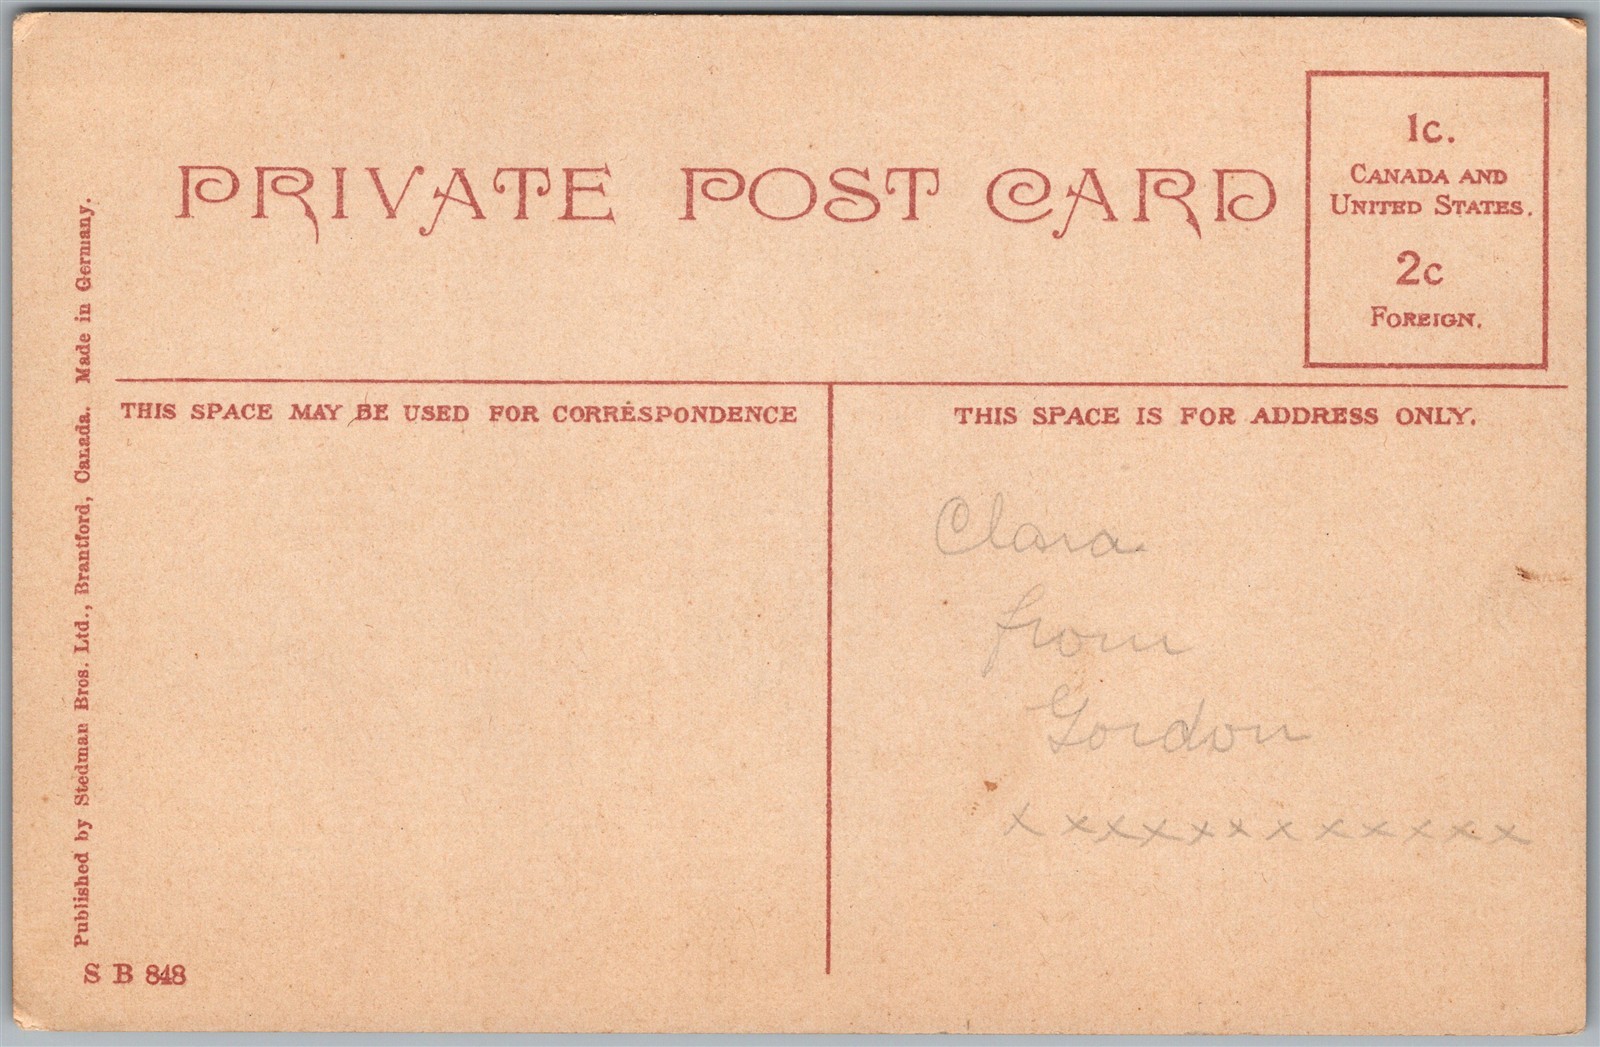 PRIVATE POST CARD
1c.
CANADA AND
UNITED STATES.
2c
FOREIGN.
THIS SPACE MAY BE USED FOR CORRESPONDENCE
THIS SPACE IS FOR ADDRESS ONLY.
Clara
from
Gordon
x x x x x x x x x x x x x
Published by Stedman Bros. Ltd., Brantford, Canada. Made in Germany.
S B 848